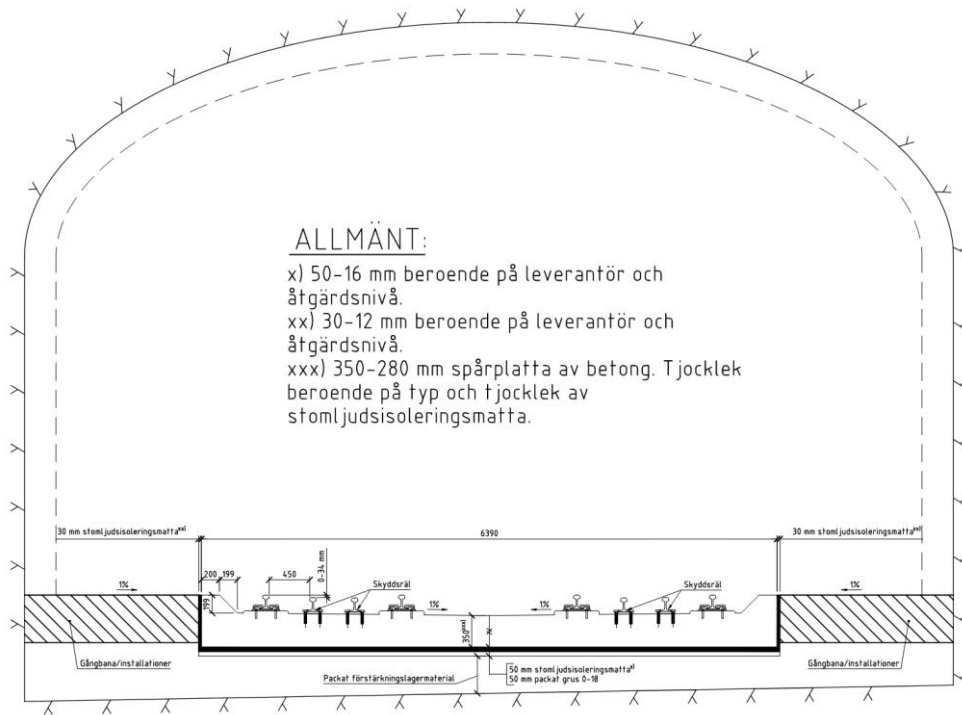 ALLMÄNT:
x) 50-16 mm beroende på leverantör och
åtgärdsnivå.
xx) 30-12 mm beroende på leverantör och
åtgärdsnivå.
xxx) 350-280 mm spårplatta av betong. Tjocklek
beroende på typ och tjocklek av
stomljudsisoleringsmatta.
30 mm stomljudsisoleringsmatta xx)
6390
30 mm stomljudsisoleringsmatta xx)
1%
200
199
450
0-34 mm
Skyddsräl
Skyddsräl
1%
199
1%
1%
350 xxx)
Gångbana/installationer
Gångbana/installationer
Packat förstärkningslagermaterial
50 mm stomljudsisoleringsmatta x)
50 mm packat grus 0-18